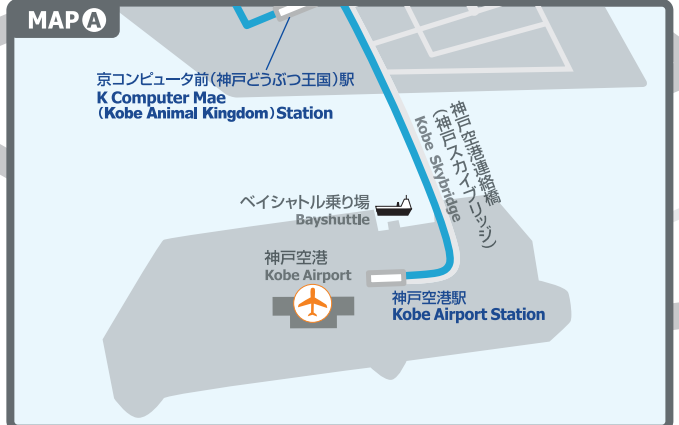 MAP A
京コンピュータ前(神戸どうぶつ王国)駅
K Computer Mae
(Kobe Animal Kingdom) Station
神戸空港連絡橋
(神戸スカイブリッジ)
Kobe Skybridge
ベイシャトル乗り場
Bayshuttle
神戸空港
Kobe Airport
神戸空港駅
Kobe Airport Station